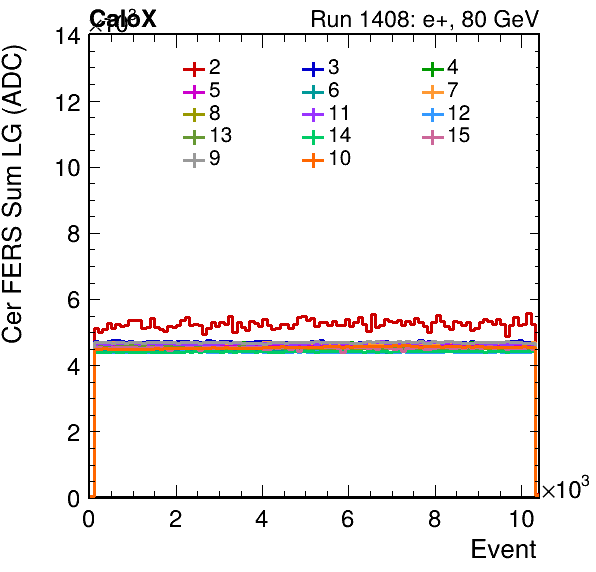 CaloX
×10³
Run 1408: e+, 80 GeV
Cer FERS Sum LG (ADC)
14
12
10
8
6
4
2
0
2 3 4
5 6 7
8 11 12
13 14 15
9 10
0 2 4 6 8 10
×10³
Event